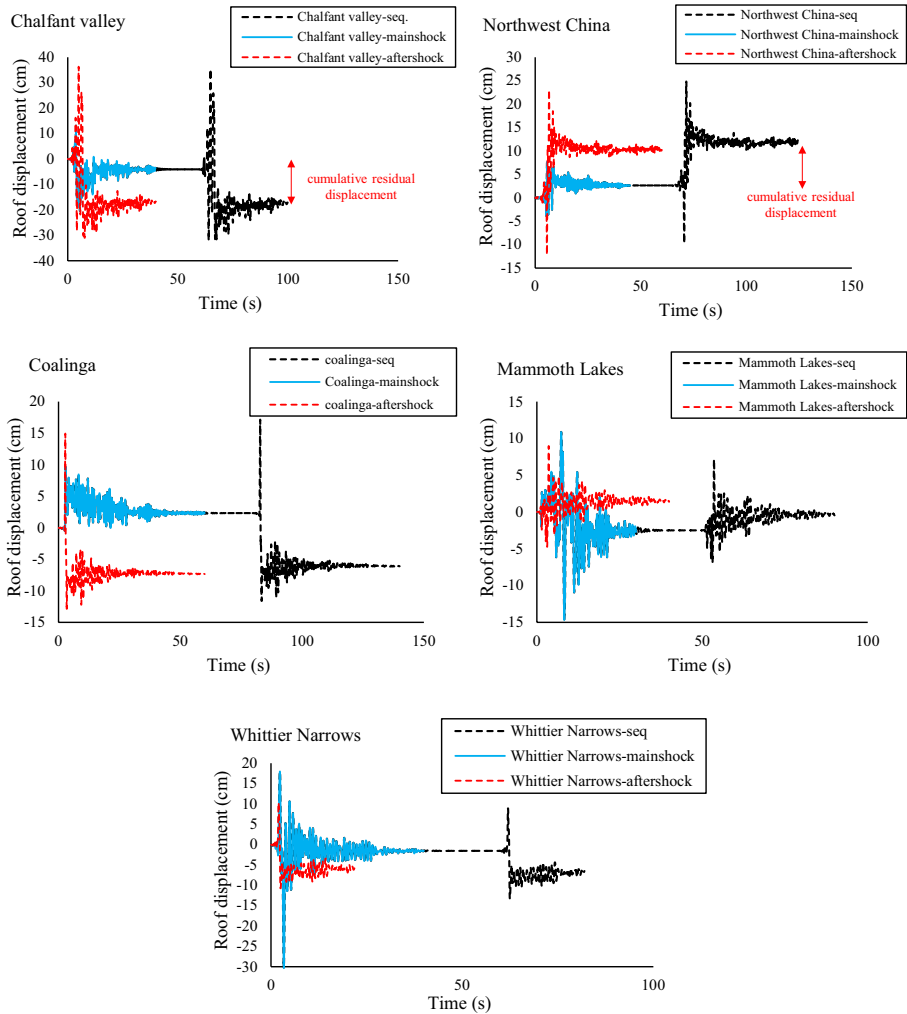 Chalfant valley
Chalfant valley-seq.
Chalfant valley-mainshock
Chalfant valley-aftershock
Roof displacement (cm)
40
30
20
10
0
-10
-20
-30
-40
0
50
100
150
Time (s)
cumulative residual
displacement
Northwest China
Northwest China-seq
Northwest China-mainshock
Northwest China-aftershock
Roof displacement (cm)
30
25
20
15
10
5
0
-5
-10
-15
0
50
100
150
Time (s)
cumulative residual
displacement
Coalinga
coalinga-seq
Coalinga-mainshock
coalinga-aftershock
Roof displacement (cm)
20
15
10
5
0
-5
-10
-15
0
50
100
150
Time (s)
Mammoth Lakes
Mammoth Lakes-seq
Mammoth Lakes-mainshock
Mammoth Lakes-aftershock
Roof displacement (cm)
15
10
5
0
-5
-10
-15
0
50
100
Time (s)
Whittier Narrows
Whittier Narrows-seq
Whittier Narrows-mainshock
Whittier Narrows-aftershock
Roof displacement (cm)
20
15
10
5
0
-5
-10
-15
-20
-25
-30
0
50
100
Time (s)